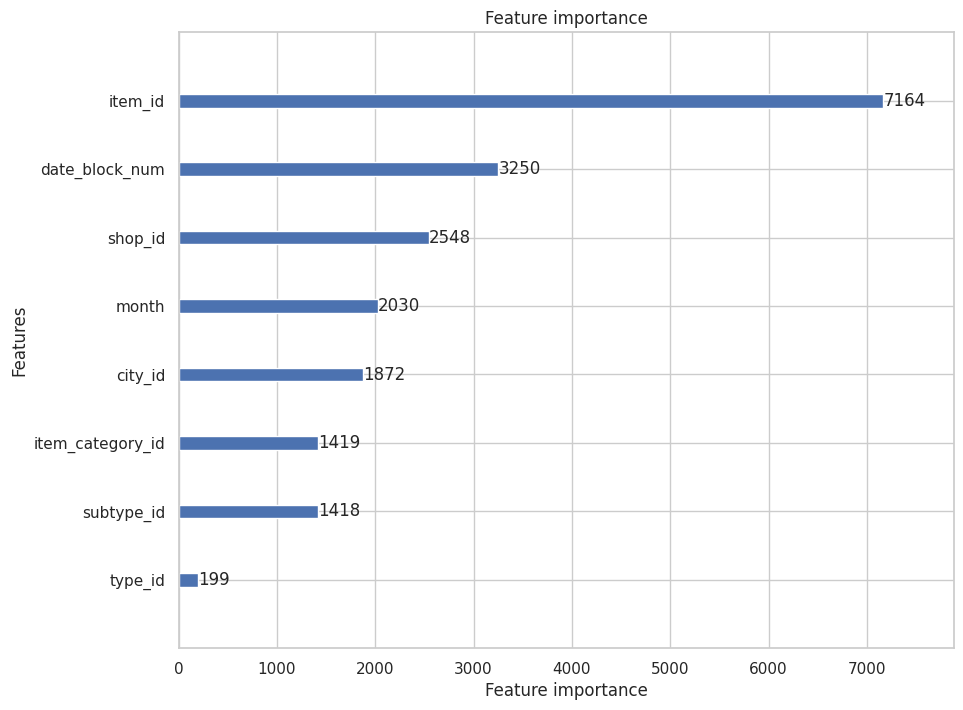 Feature importance
item_id
7164
date_block_num
3250
shop_id
2548
month
2030
city_id
1872
item_category_id
1419
subtype_id
1418
type_id
199
Features
0 1000 2000 3000 4000 5000 6000 7000
Feature importance